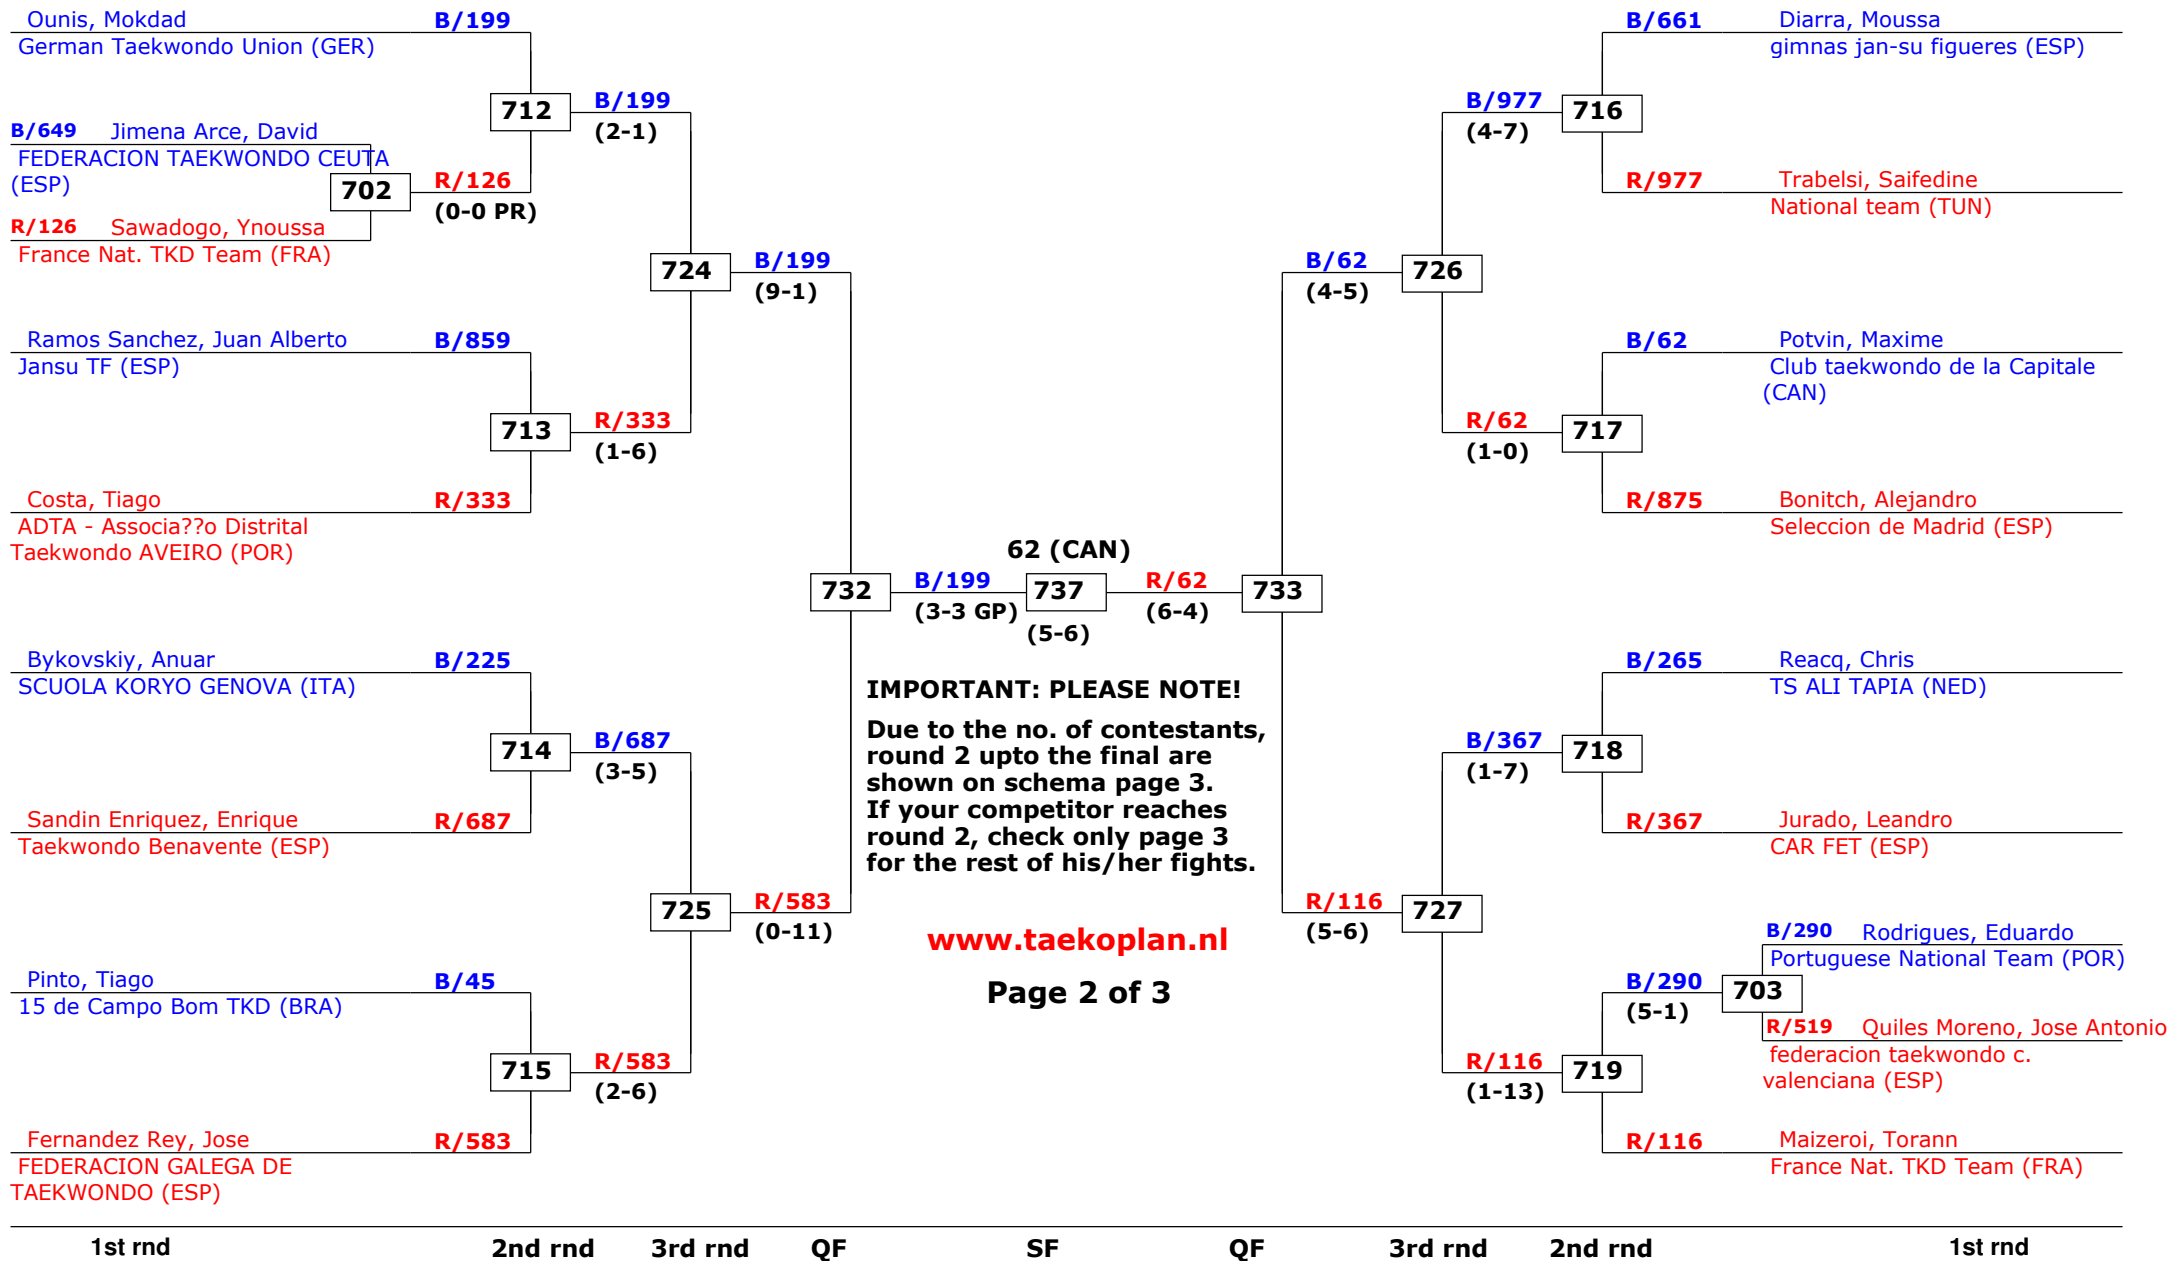 Ounis, Mokdad
B/199
German Taekwondo Union (GER)
712
B/199
(2-1)
B/649 Jimena Arce, David
FEDERACION TAEKWONDO CEUTA
(ESP)
702
R/126
(0-0 PR)
R/126 Sawadogo, Ynoussa
France Nat. TKD Team (FRA)
724
B/199
(9-1)
Ramos Sanchez, Juan Alberto
B/859
Jansu TF (ESP)
713
R/333
(1-6)
Costa, Tiago
R/333
ADTA - Associa??o Distrital
Taekwondo AVEIRO (POR)
732
B/199
(3-3 GP)
Bykovskiy, Anuar
B/225
SCUOLA KORYO GENOVA (ITA)
714
B/687
(3-5)
Sandin Enriquez, Enrique
R/687
Taekwondo Benavente (ESP)
725
R/583
(0-11)
Pinto, Tiago
B/45
15 de Campo Bom TKD (BRA)
715
R/583
(2-6)
Fernandez Rey, Jose
R/583
FEDERACION GALEGA DE
TAEKWONDO (ESP)
62 (CAN)
737
(5-6)
IMPORTANT: PLEASE NOTE!
Due to the no. of contestants,
round 2 upto the final are
shown on schema page 3.
If your competitor reaches
round 2, check only page 3
for the rest of his/her fights.
www.taekoplan.nl
Page 2 of 3
R/62
(6-4)
733
B/661
Diarra, Moussa
gimnas jan-su figueres (ESP)
B/977
(4-7)
716
R/977
Trabelsi, Saifedine
National team (TUN)
B/62
(4-5)
726
B/62
Potvin, Maxime
Club taekwondo de la Capitale
(CAN)
R/62
(1-0)
717
R/875
Bonitch, Alejandro
Seleccion de Madrid (ESP)
B/265
Reacq, Chris
TS ALI TAPIA (NED)
B/367
(1-7)
718
R/367
Jurado, Leandro
CAR FET (ESP)
R/116
(5-6)
727
B/290 Rodrigues, Eduardo
Portuguese National Team (POR)
B/290
(5-1)
703
R/519 Quiles Moreno, Jose Antonio
federacion taekwondo c.
valenciana (ESP)
R/116
(1-13)
719
R/116
Maizeroi, Torann
France Nat. TKD Team (FRA)
1st rnd 2nd rnd 3rd rnd QF SF QF 3rd rnd 2nd rnd 1st rnd